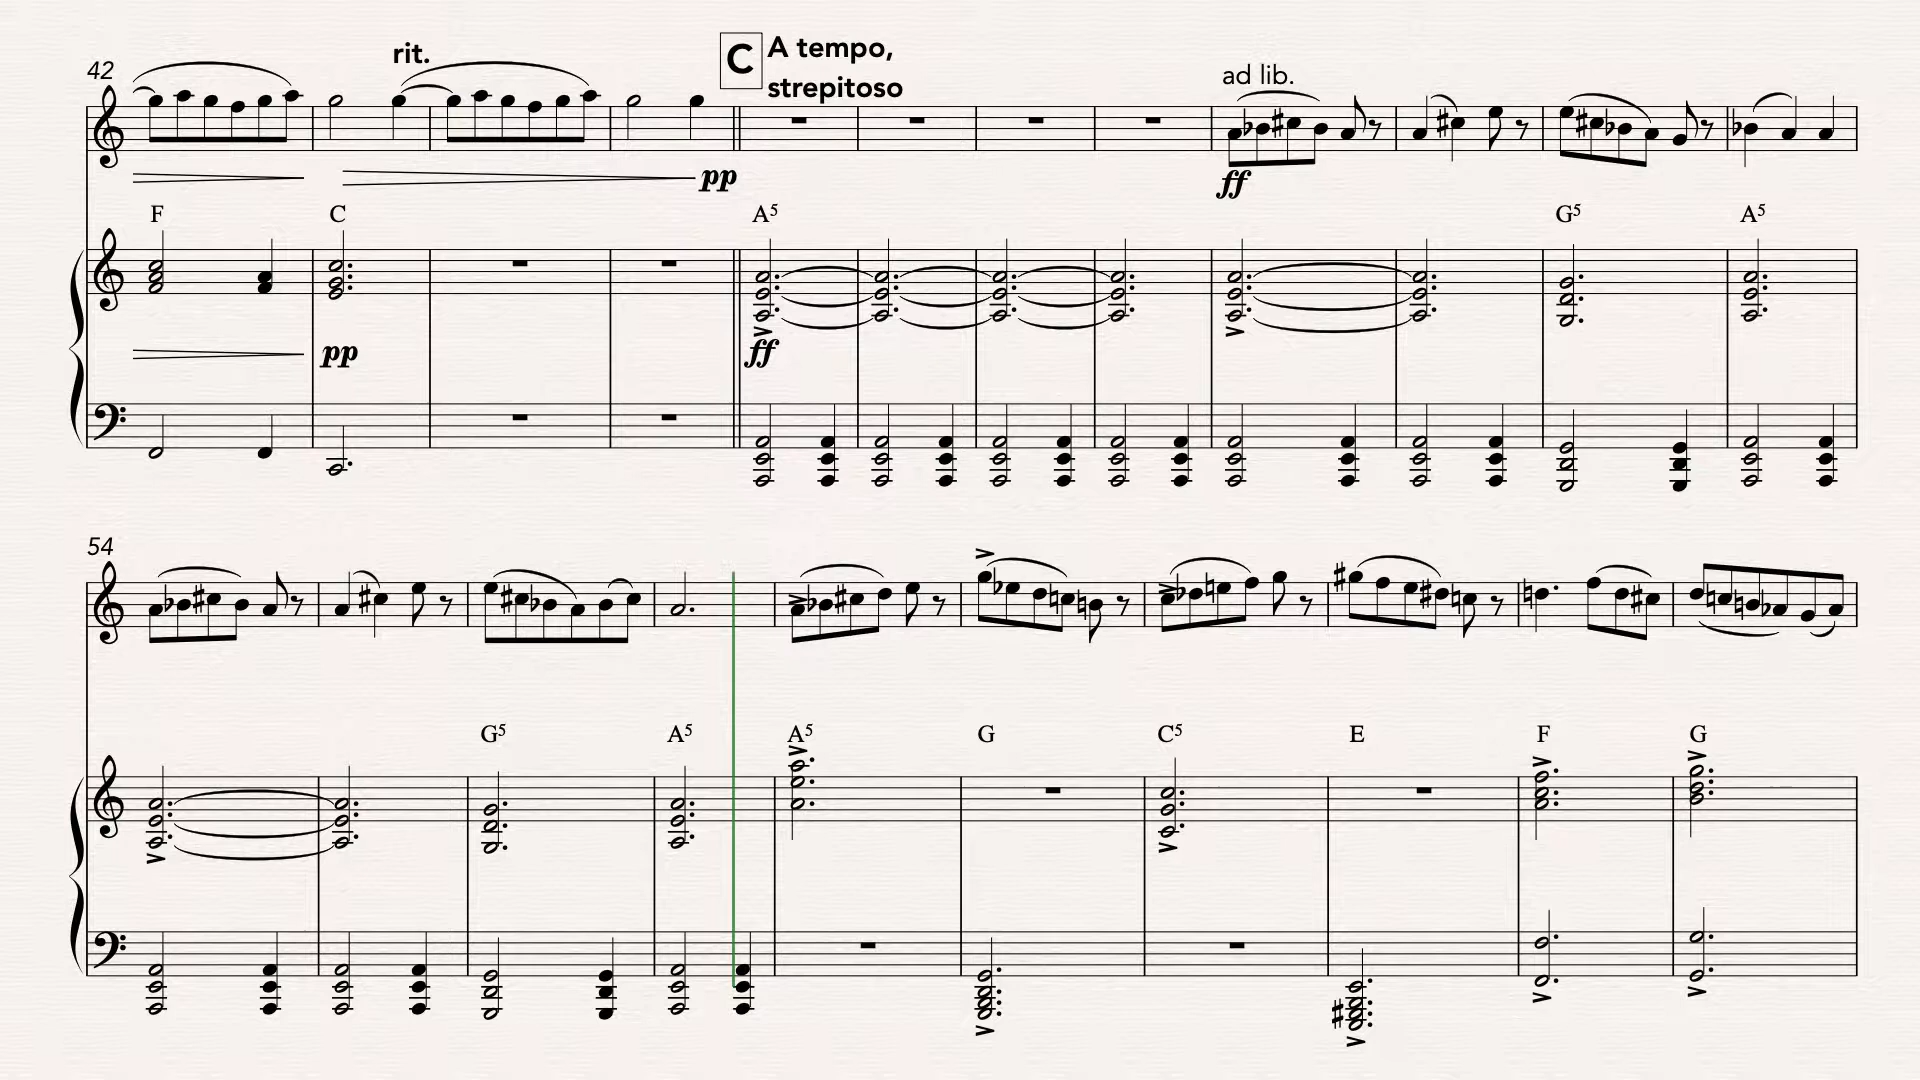 42
rit.
C
A tempo,
strepitoso
ad lib.
pp
ff
F C A5 G5 A5
pp
ff
54
G5 A5 A5 G C5 E F G